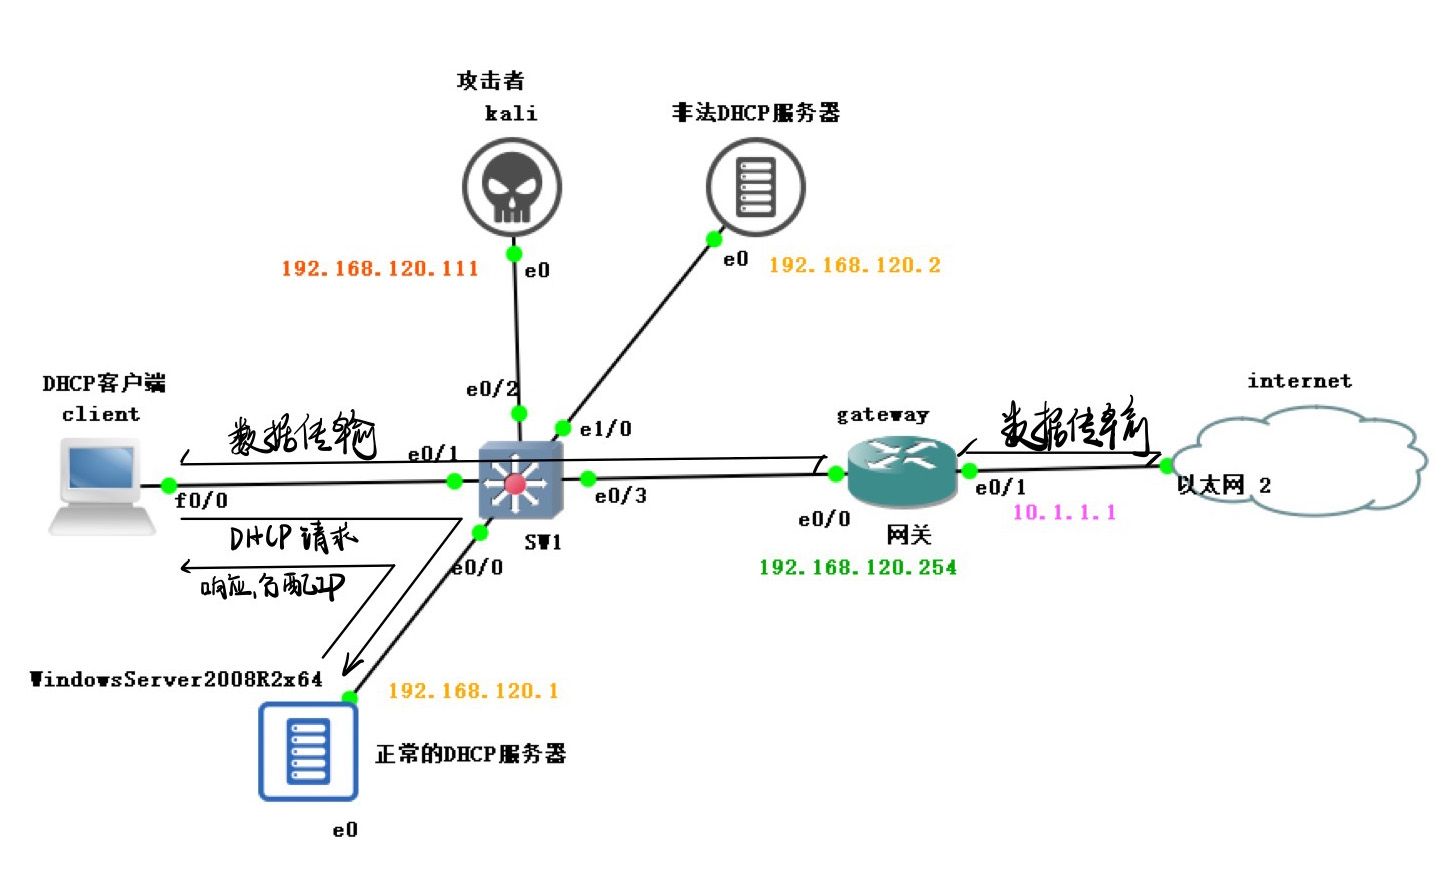 攻击者
kali
非法DHCP服务器
192.168.120.111
e0
e0
192.168.120.2
DHCP客户端
client
e0/2
e1/0
gateway
internet
数据传输
数据传输
e0/1
f0/0
e0/3
e0/1
以太网 2
e0/0
10.1.1.1
网关
DHCP请求
SW1
192.168.120.254
e0/0
响应,分配IP
WindowsServer2008R2x64
192.168.120.1
正常的DHCP服务器
e0